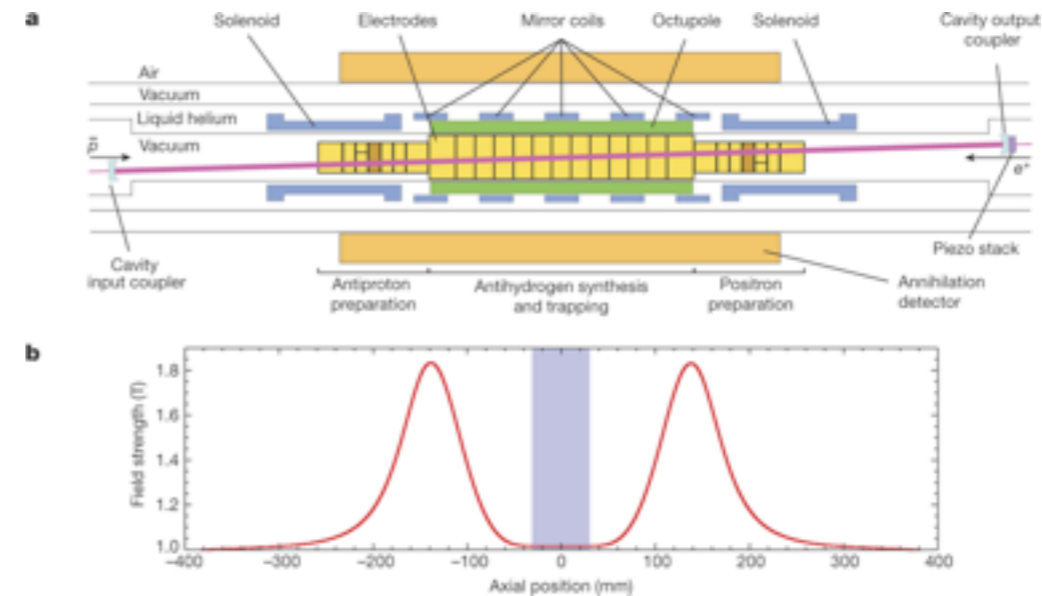 a
Solenoid
Electrodes
Mirror coils
Octupole
Solenoid
Cavity output
coupler
Air
Vacuum
Liquid helium
Vacuum
p̄
e⁺
Cavity
input coupler
Piezo stack
Antiproton
preparation
Antihydrogen synthesis
and trapping
Positron
preparation
Annihilation
detector
b
Field strength (T)
1.8
1.6
1.4
1.2
1.0
−400 −300 −200 −100 0 100 200 300 400
Axial position (mm)